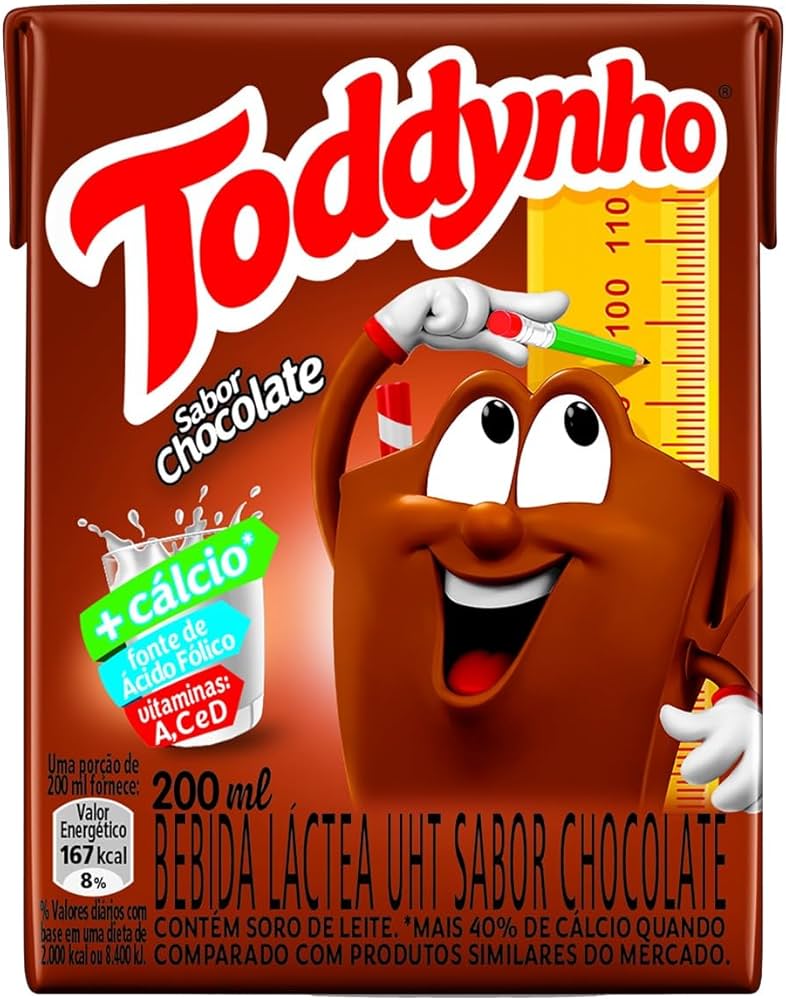 Toddynho®
Sabor
Chocolate
110
100
+ cálcio*
fonte de
Ácido Fólico
vitaminas:
A, C e D
Uma porção de
200 ml fornece:
Valor
Energético
167 kcal
8%
% Valores diários com
base em uma dieta de
2.000 kcal ou 8.400 kJ.
200 ml
BEBIDA LÁCTEA UHT SABOR CHOCOLATE
CONTÉM SORO DE LEITE. *MAIS 40% DE CÁLCIO QUANDO
COMPARADO COM PRODUTOS SIMILARES DO MERCADO.